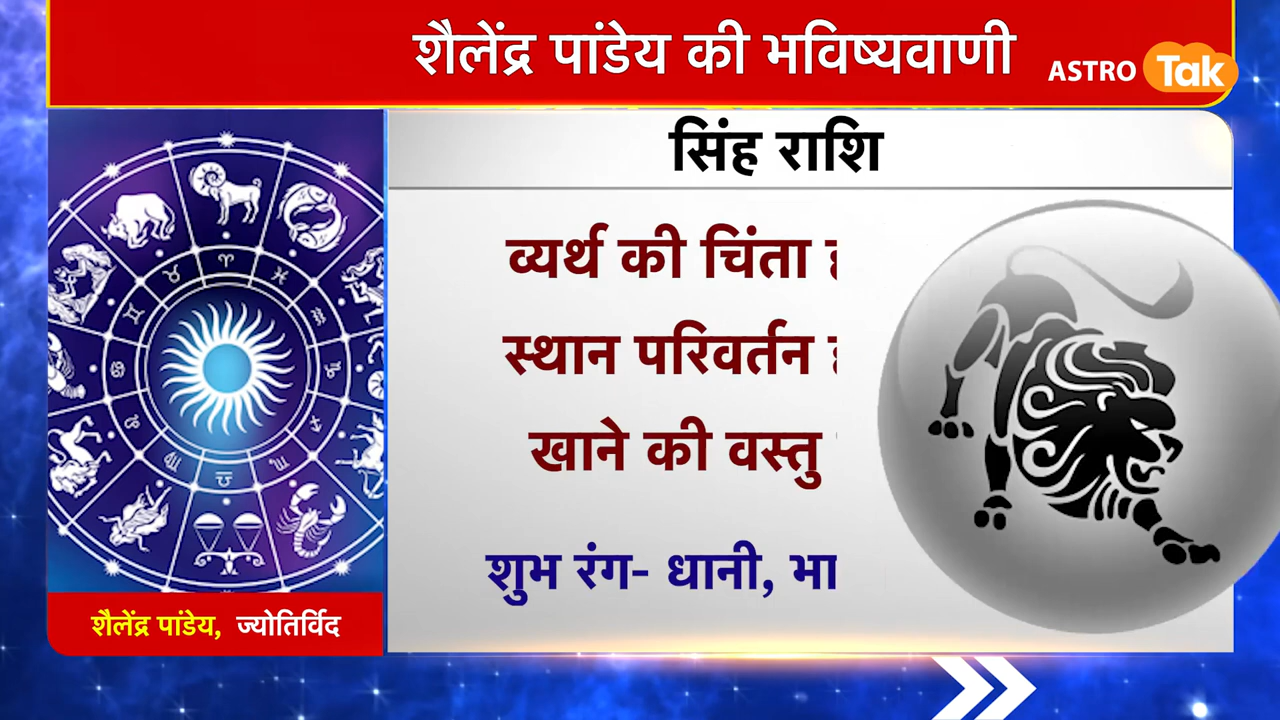 शैलेंद्र पांडेय की भविष्यवाणी
ASTRO Tak
सिंह राशि
व्यर्थ की चिंता
स्थान परिवर्तन
खाने की वस्तु
शुभ रंग- धानी,
शैलेंद्र पांडेय, ज्योतिर्विद